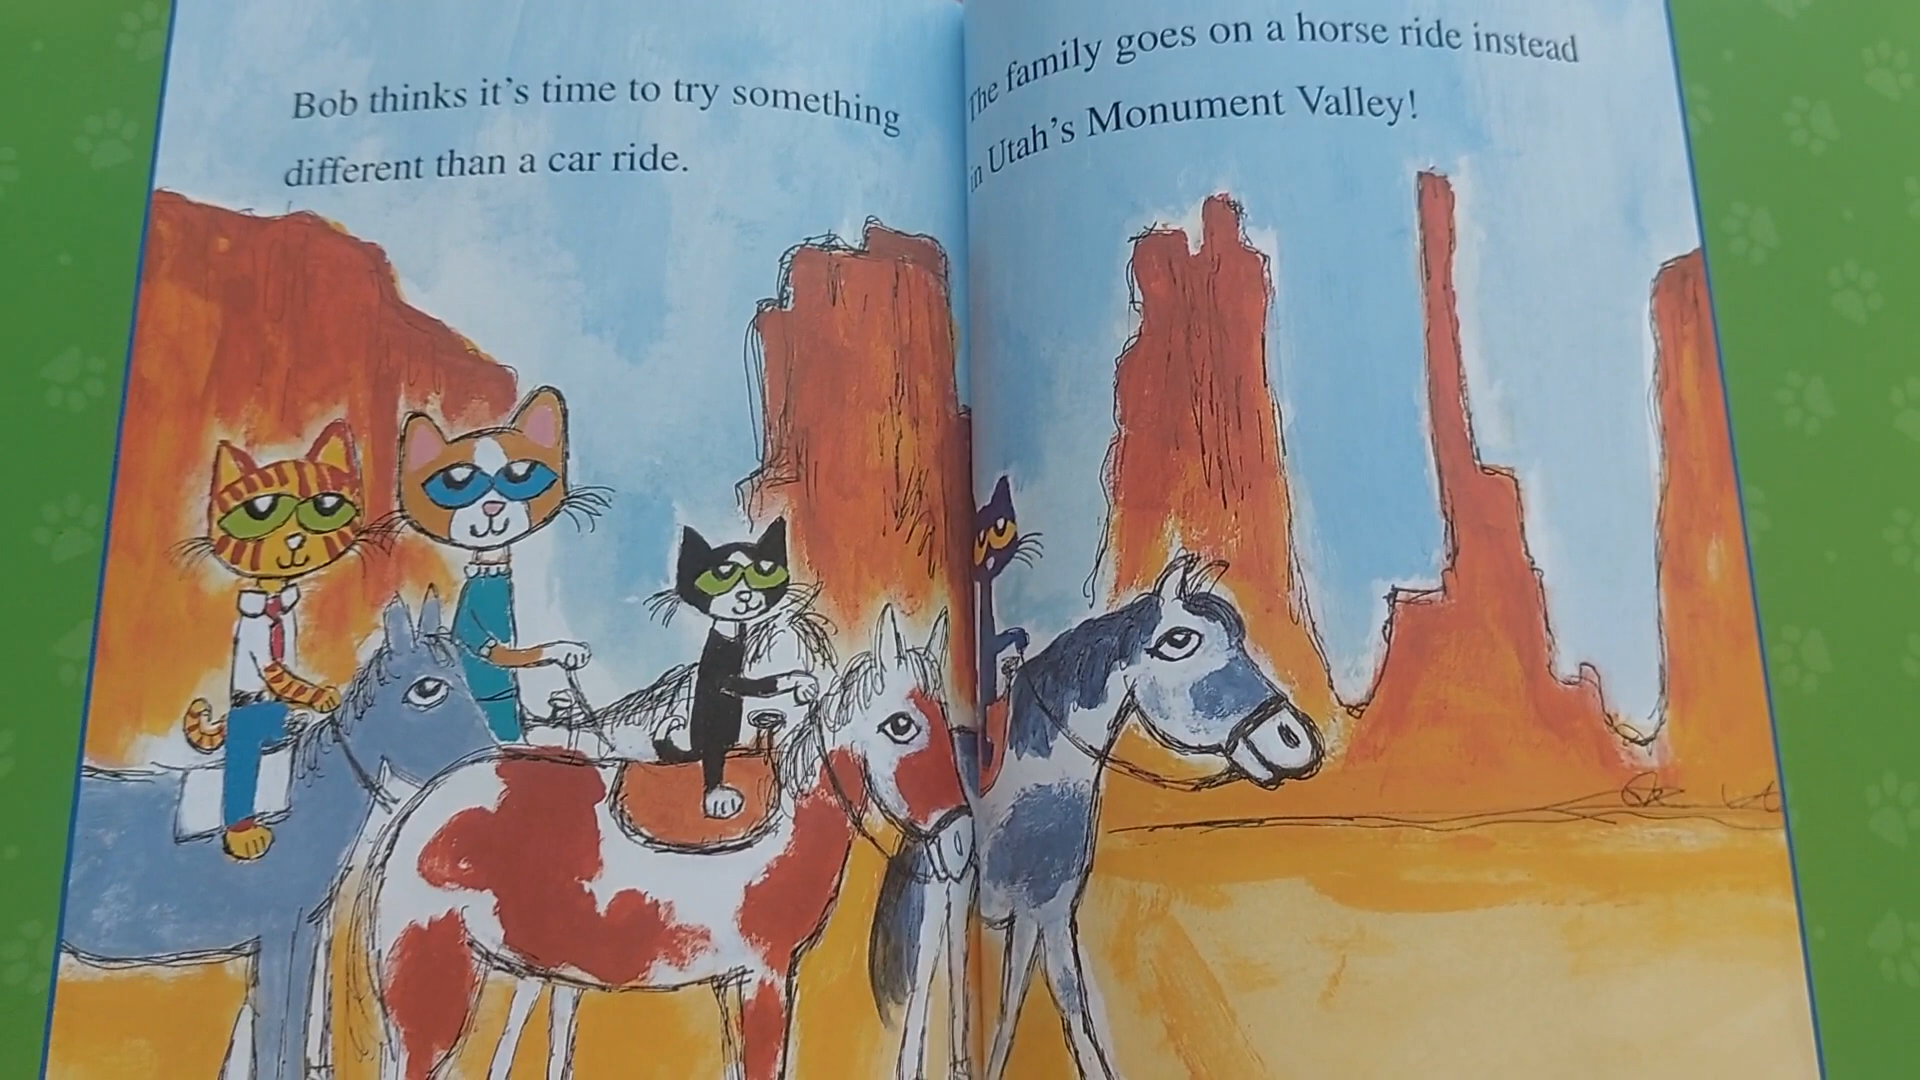 Bob thinks it's time to try something
different than a car ride.
The family goes on a horse ride instead
in Utah's Monument Valley!